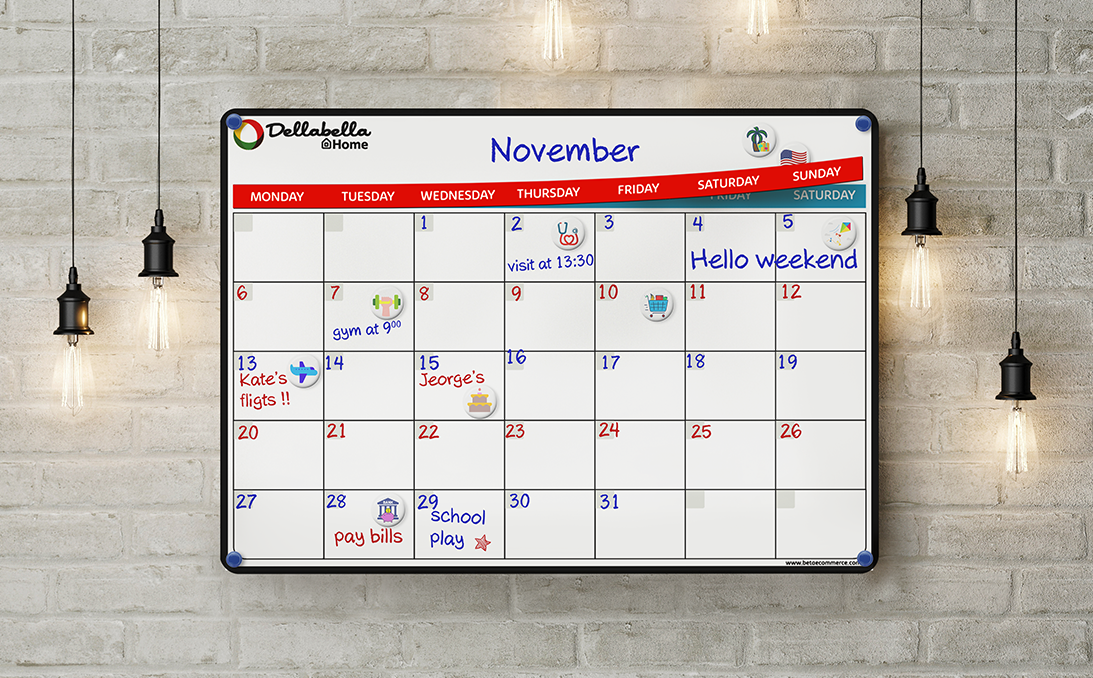 Dellabella
@Home
November
MONDAY TUESDAY WEDNESDAY THURSDAY FRIDAY SATURDAY SUNDAY
FRIDAY SATURDAY
1 2 3 4 5
visit at 13:30
Hello weekend
6 7 8 9 10 11 12
gym at 9⁰⁰
13 14 15 16 17 18 19
Kate's
fligts !!
Jeorge's
20 21 22 23 24 25 26
27 28 29 30 31
pay bills
school
play
www.betoecommerce.com